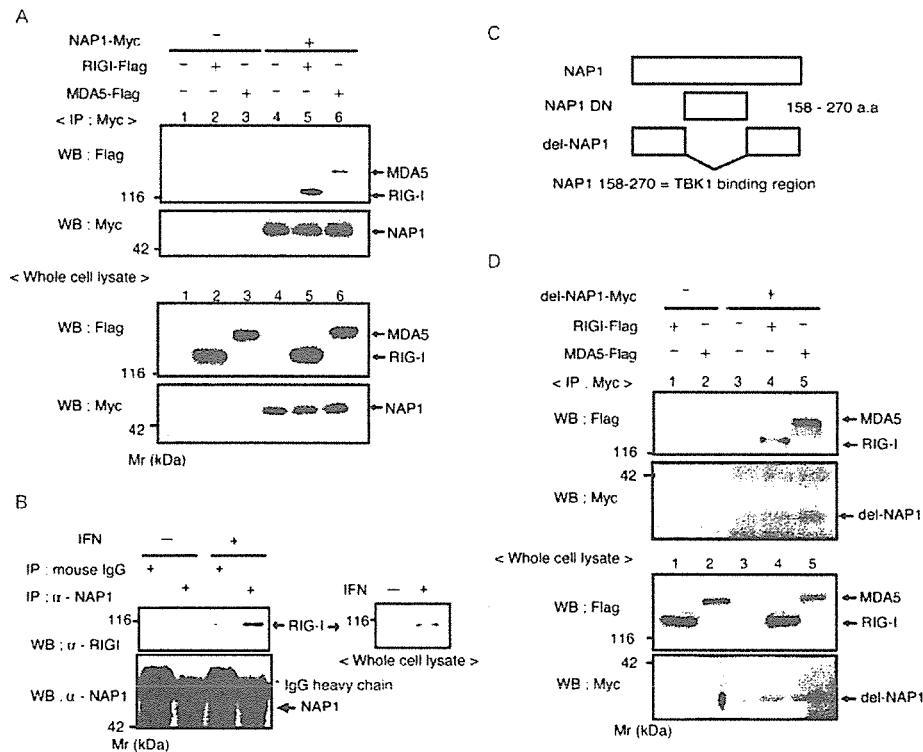 A
NAP1-Myc − +
RIGI-Flag − + − − + −
MDA5-Flag − − + − − +
< IP : Myc > 1 2 3 4 5 6
WB : Flag
MDA5
RIG-I
116
WB : Myc
NAP1
42
< Whole cell lysate >
1 2 3 4 5 6
WB : Flag
MDA5
RIG-I
116
WB : Myc
NAP1
42
Mr (kDa)
B
IFN − +
IP : mouse IgG + +
IP : α - NAP1 + +
116
RIG-I
WB : α - RIGI
IgG heavy chain
WB : α - NAP1
NAP1
42
Mr (kDa)
IFN − +
116
< Whole cell lysate >
C
NAP1
NAP1 DN 158 - 270 a.a
del-NAP1
NAP1 158-270 = TBK1 binding region
D
del-NAP1-Myc − +
RIGI-Flag + − − + −
MDA5-Flag − + − − +
< IP : Myc > 1 2 3 4 5
WB : Flag
MDA5
RIG-I
116
42
WB : Myc
del-NAP1
< Whole cell lysate >
1 2 3 4 5
WB : Flag
MDA5
RIG-I
116
42
WB : Myc
del-NAP1
Mr (kDa)